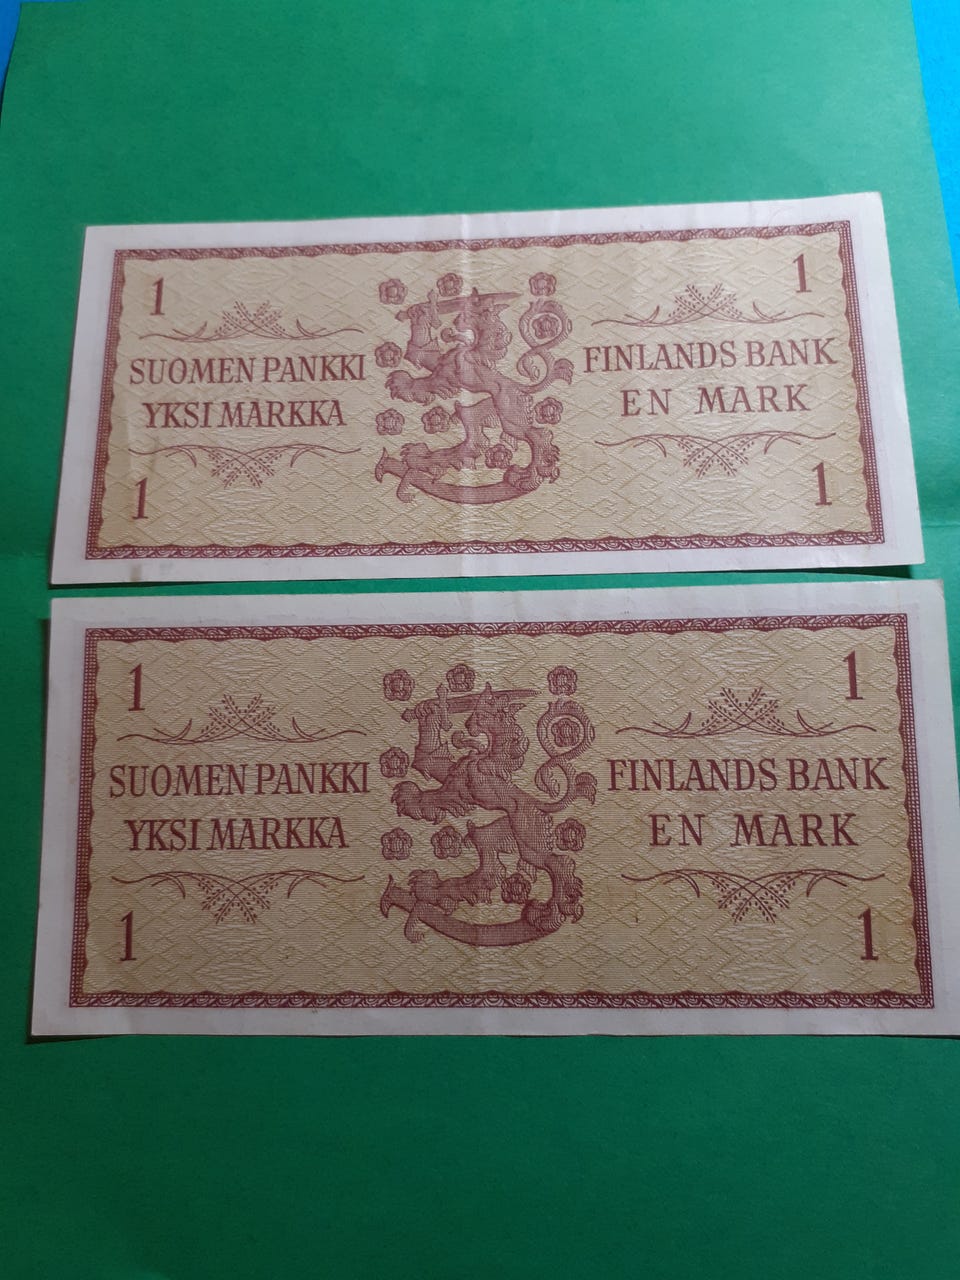 1 1
SUOMEN PANKKI FINLANDS BANK
YKSI MARKKA EN MARK
1 1
1 1
SUOMEN PANKKI FINLANDS BANK
YKSI MARKKA EN MARK
1 1